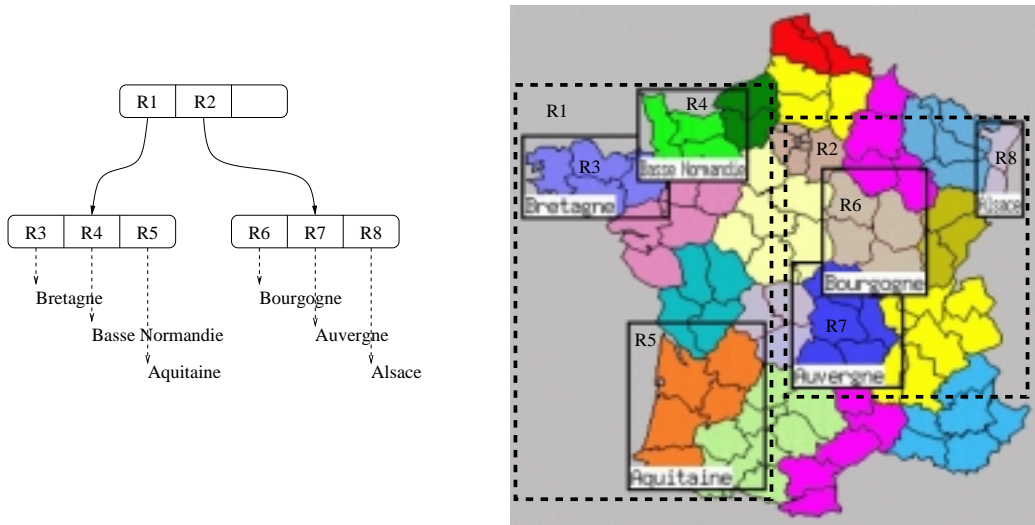 R1 R2
R3 R4 R5
R6 R7 R8
Bretagne
Basse Normandie
Aquitaine
Bourgogne
Auvergne
Alsace
R1
R4
R2
R3
R8
Basse Normandie
Bretagne
Alsace
R6
Bourgogne
R7
R5
Auvergne
Aquitaine